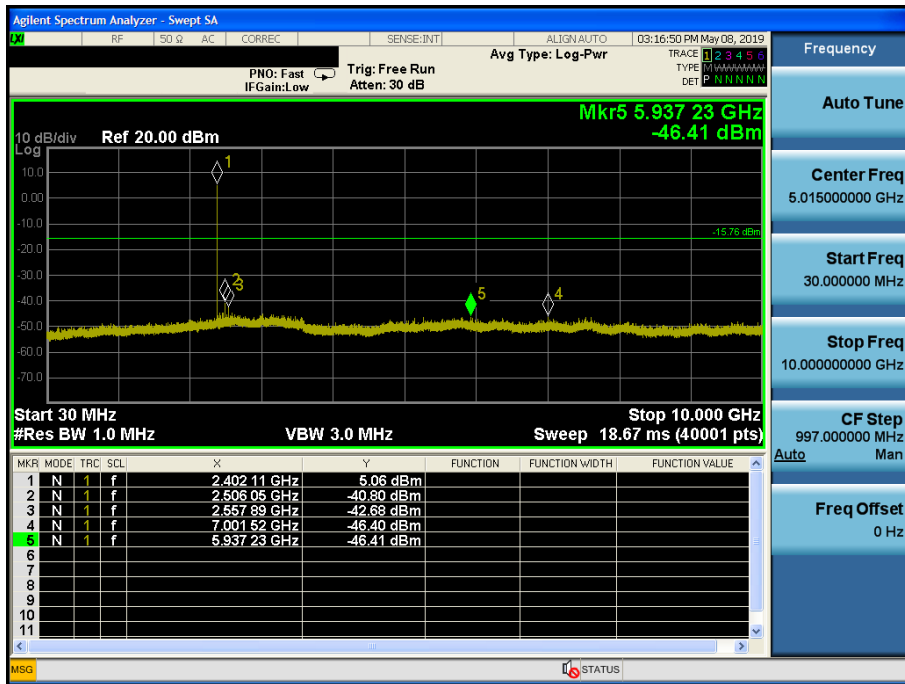 Agilent Spectrum Analyzer - Swept SA
LXI RF 50 Ω AC CORREC SENSE:INT ALIGN AUTO 03:16:50 PM May 08, 2019
Frequency
Avg Type: Log-Pwr
TRACE 1 2 3 4 5 6
TYPE M WWWWW
DET P N N N N N
PNO: Fast
IFGain:Low
Trig: Free Run
Atten: 30 dB
Mkr5 5.937 23 GHz
-46.41 dBm
10 dB/div Ref 20.00 dBm
Log
10.0
0.00
-10.0
-20.0
-30.0
-40.0
-50.0
-60.0
-70.0
1
2
3
5
4
-15.76 dBm
Start 30 MHz Stop 10.000 GHz
#Res BW 1.0 MHz VBW 3.0 MHz Sweep 18.67 ms (40001 pts)
MKR MODE TRC SCL X Y FUNCTION FUNCTION WIDTH FUNCTION VALUE
1 N 1 f 2.402 11 GHz 5.06 dBm
2 N 1 f 2.506 05 GHz -40.80 dBm
3 N 1 f 2.557 89 GHz -42.68 dBm
4 N 1 f 7.001 52 GHz -46.40 dBm
5 N 1 f 5.937 23 GHz -46.41 dBm
6
7
8
9
10
11
MSG STATUS
Auto Tune
Center Freq
5.015000000 GHz
Start Freq
30.000000 MHz
Stop Freq
10.000000000 GHz
CF Step
997.000000 MHz
Auto Man
Freq Offset
0 Hz